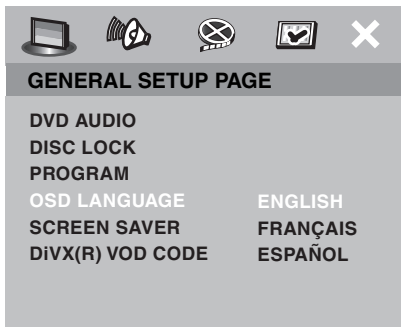 GENERAL SETUP PAGE
DVD AUDIO
DISC LOCK
PROGRAM
OSD LANGUAGE ENGLISH
SCREEN SAVER FRANÇAIS
DiVX(R) VOD CODE ESPAÑOL